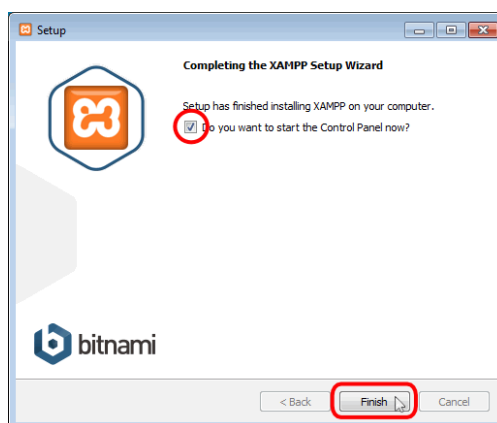 Setup
Completing the XAMPP Setup Wizard
Setup has finished installing XAMPP on your computer.
Do you want to start the Control Panel now?
bitnami
< Back
Finish
Cancel